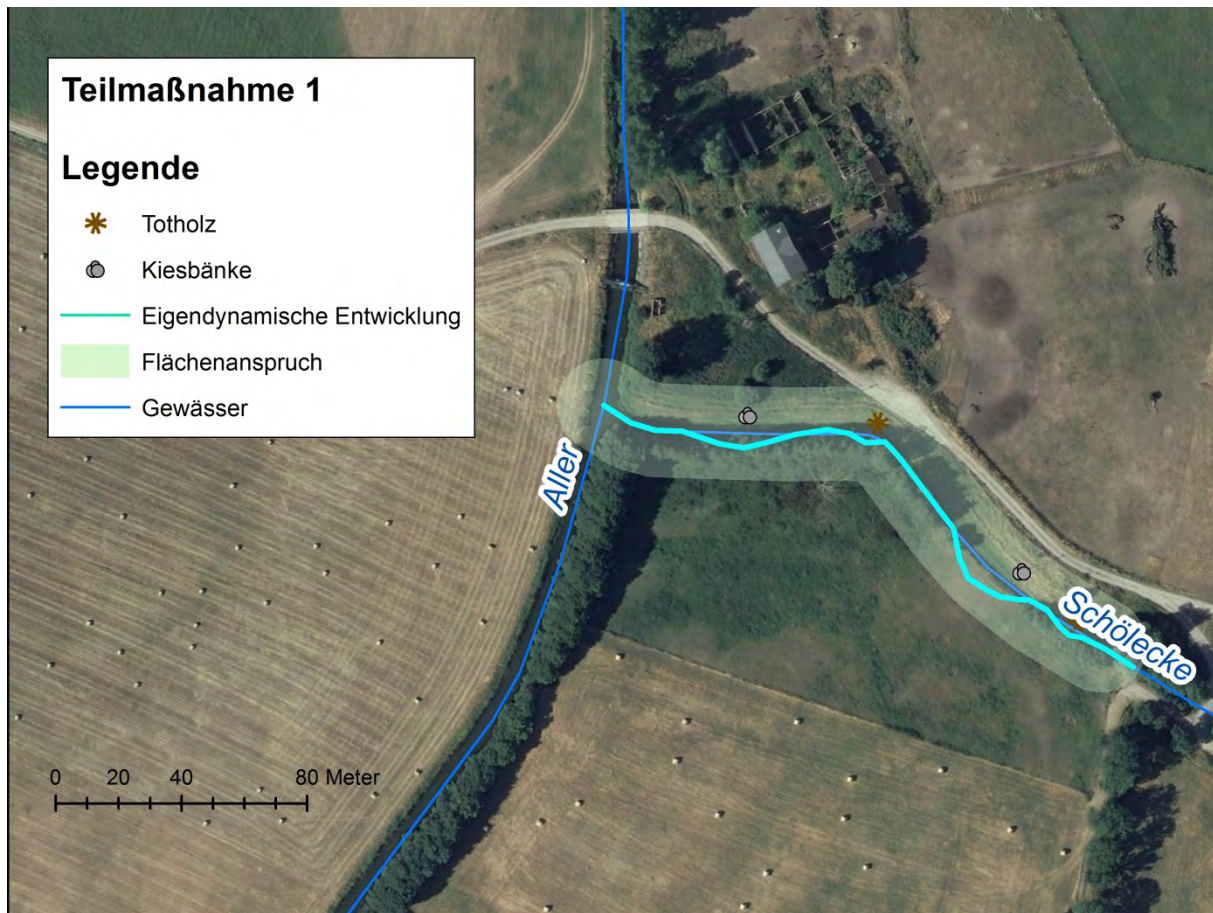 Teilmaßnahme 1
Legende
Totholz
Kiesbänke
Eigendynamische Entwicklung
Flächenanspruch
Gewässer
Aller
Schölecke
0 20 40 80 Meter